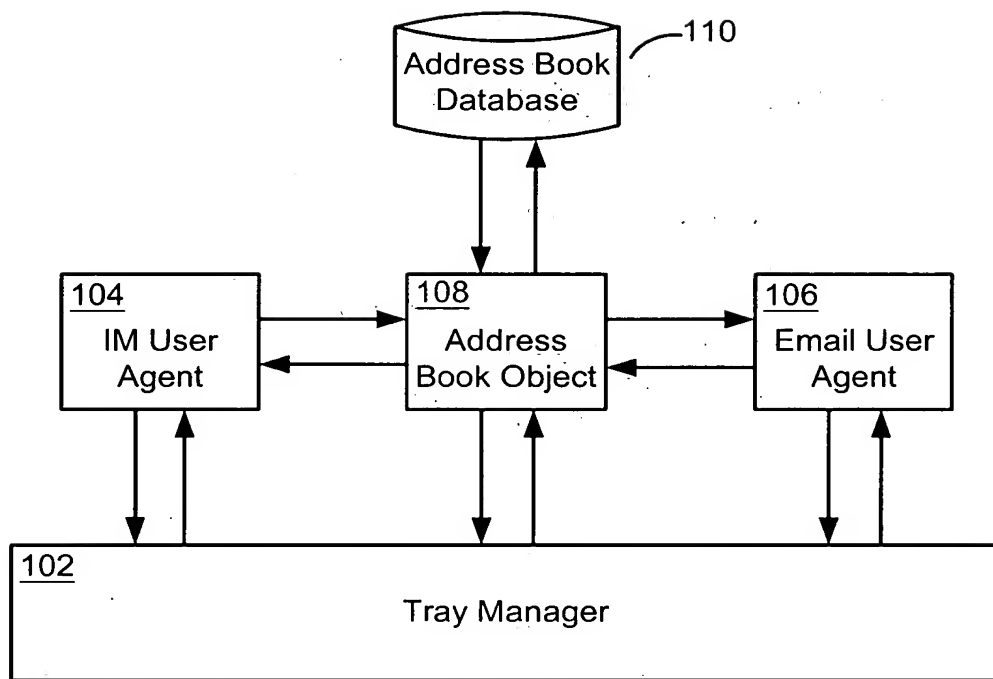 110
Address Book
Database
104
IM User
Agent
108
Address
Book Object
106
Email User
Agent
102
Tray Manager